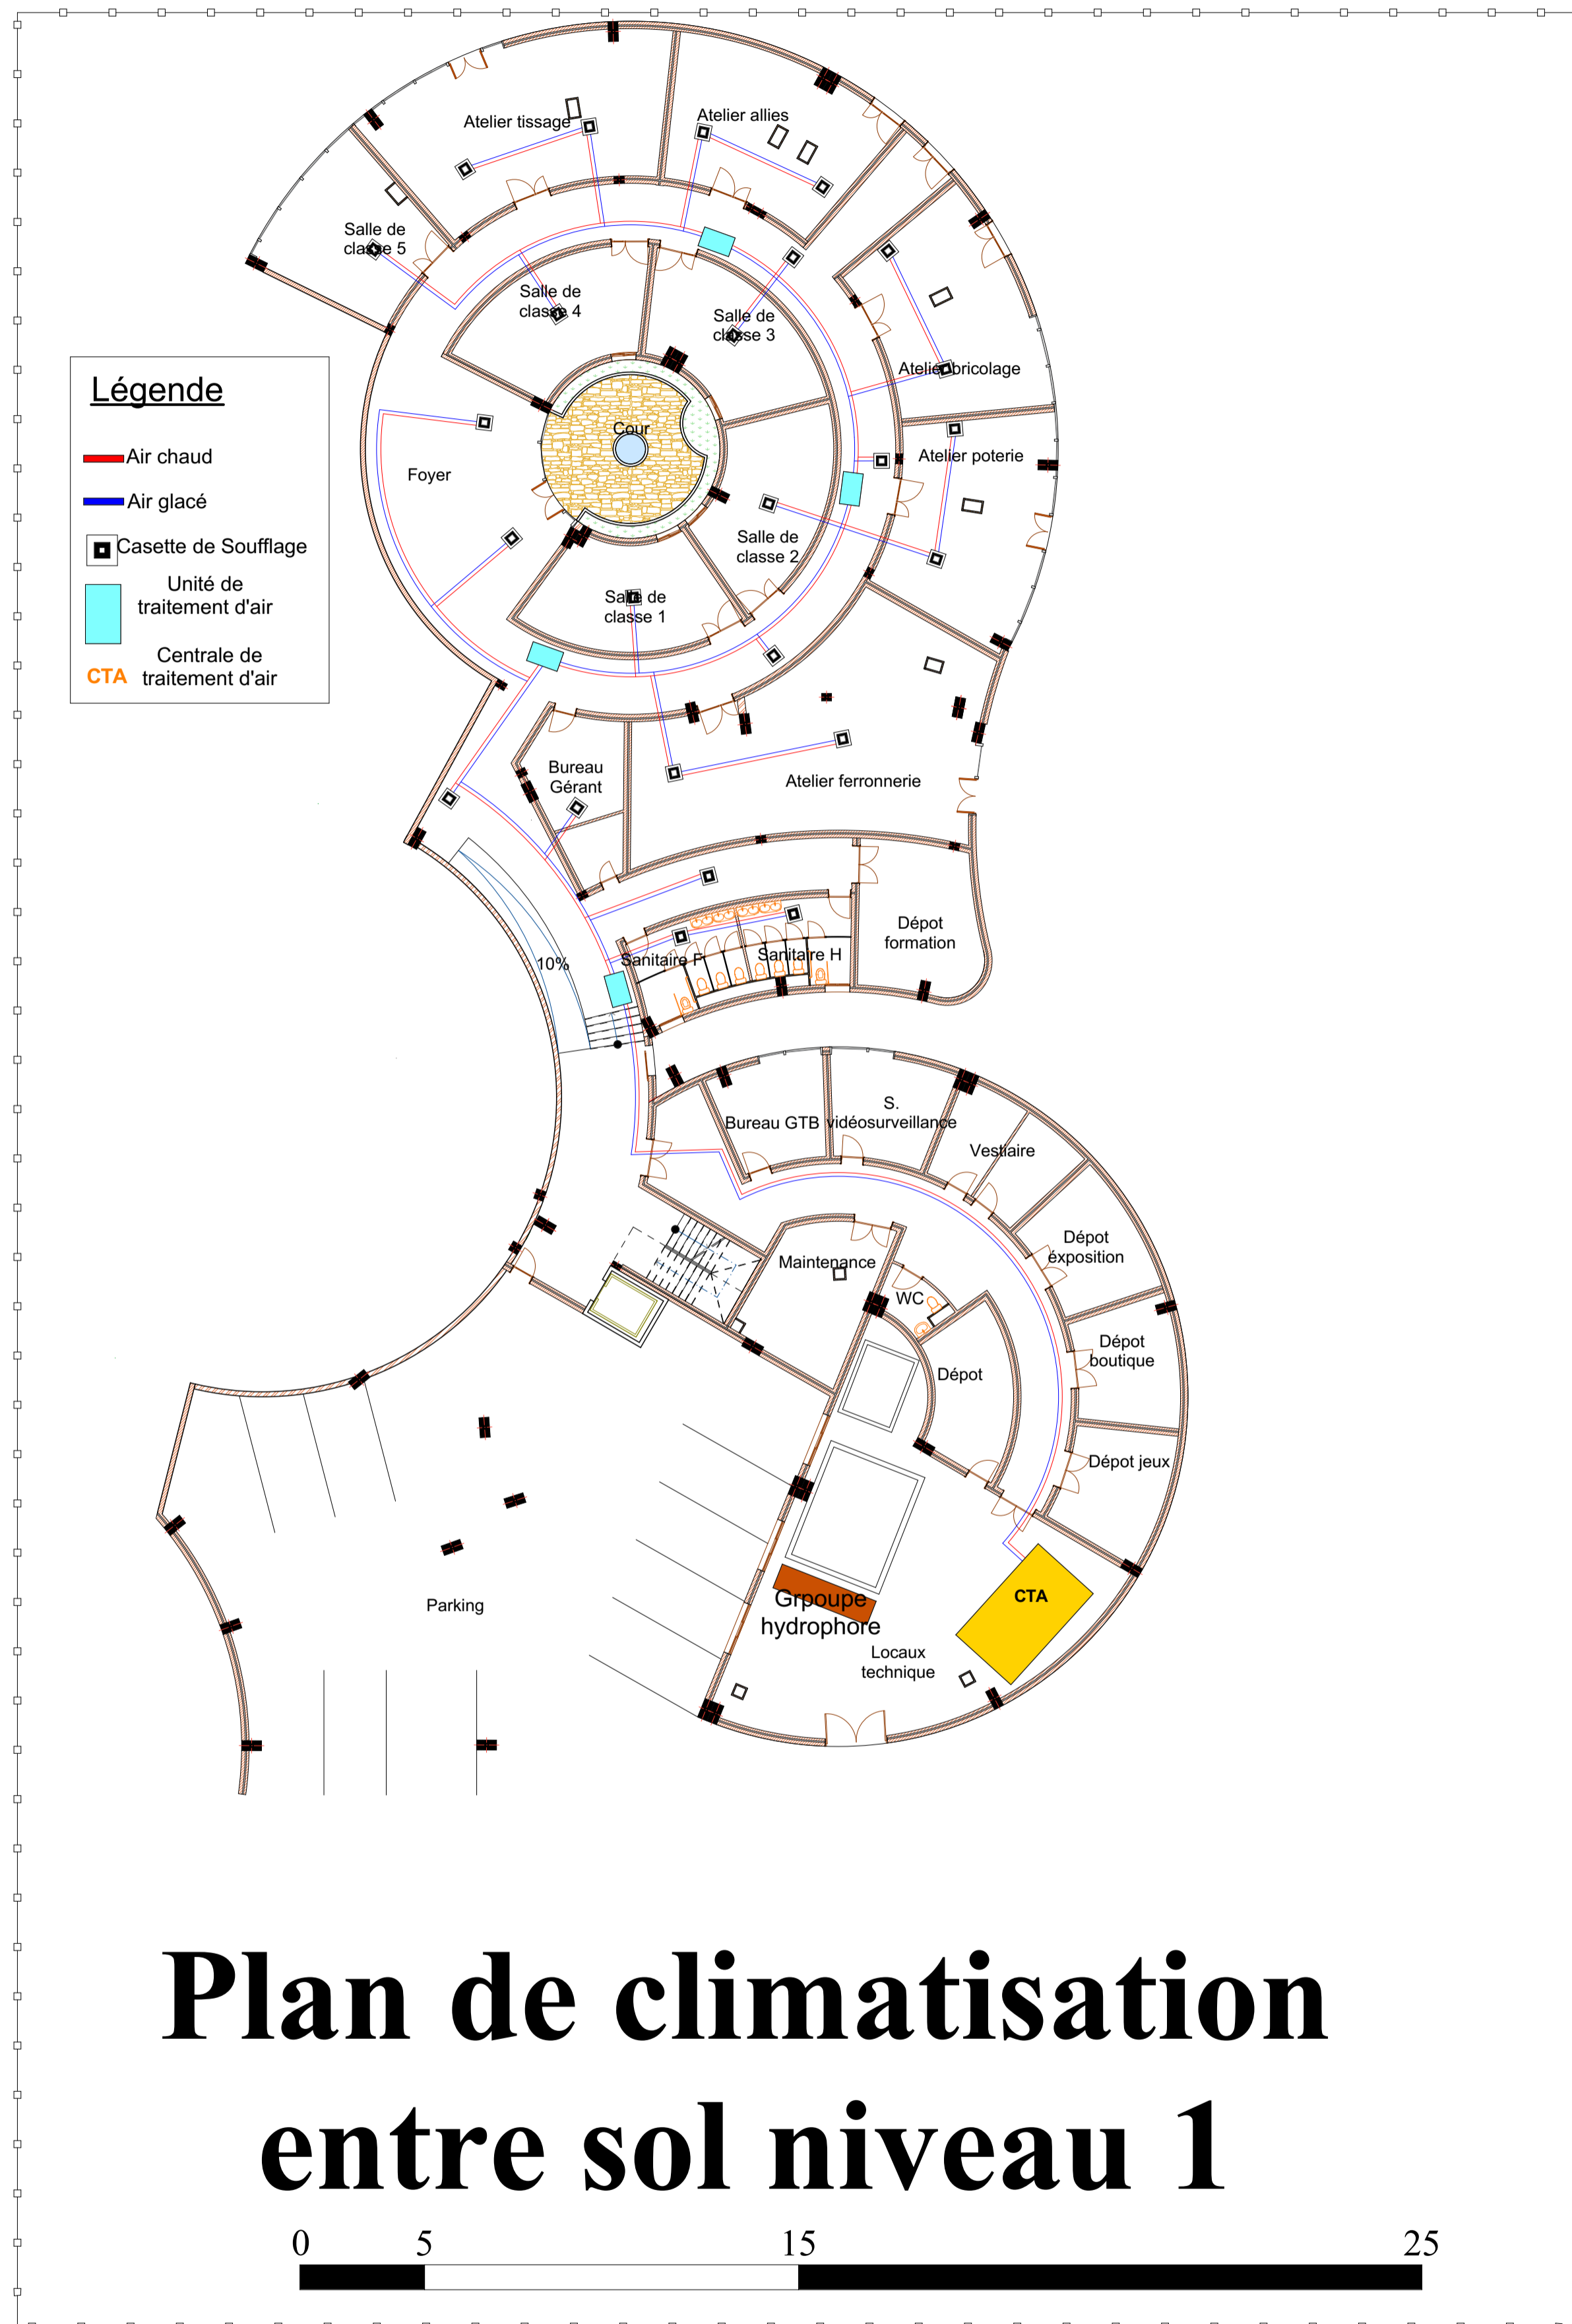 Atelier tissage
Atelier allies
Salle de
classe 5
Salle de
classe 4
Salle de
classe 3
Légende
Air chaud
Air glacé
Casette de Soufflage
Unité de
traitement d'air
CTA
Centrale de
traitement d'air
Atelier bricolage
Cour
Atelier poterie
Foyer
Salle de
classe 2
Salle de
classe 1
Bureau
Gérant
Atelier ferronnerie
Dépot
formation
10%
Sanitaire F
Sanitaire H
Bureau GTB
S.
vidéosurveillance
Vestiaire
Dépot
éxposition
Maintenance
WC
Dépot
boutique
Dépot
Dépot jeux
CTA
Parking
Grpoupe
hydrophore
Locaux
technique
Plan de climatisation
entre sol niveau 1
0 5 15 25